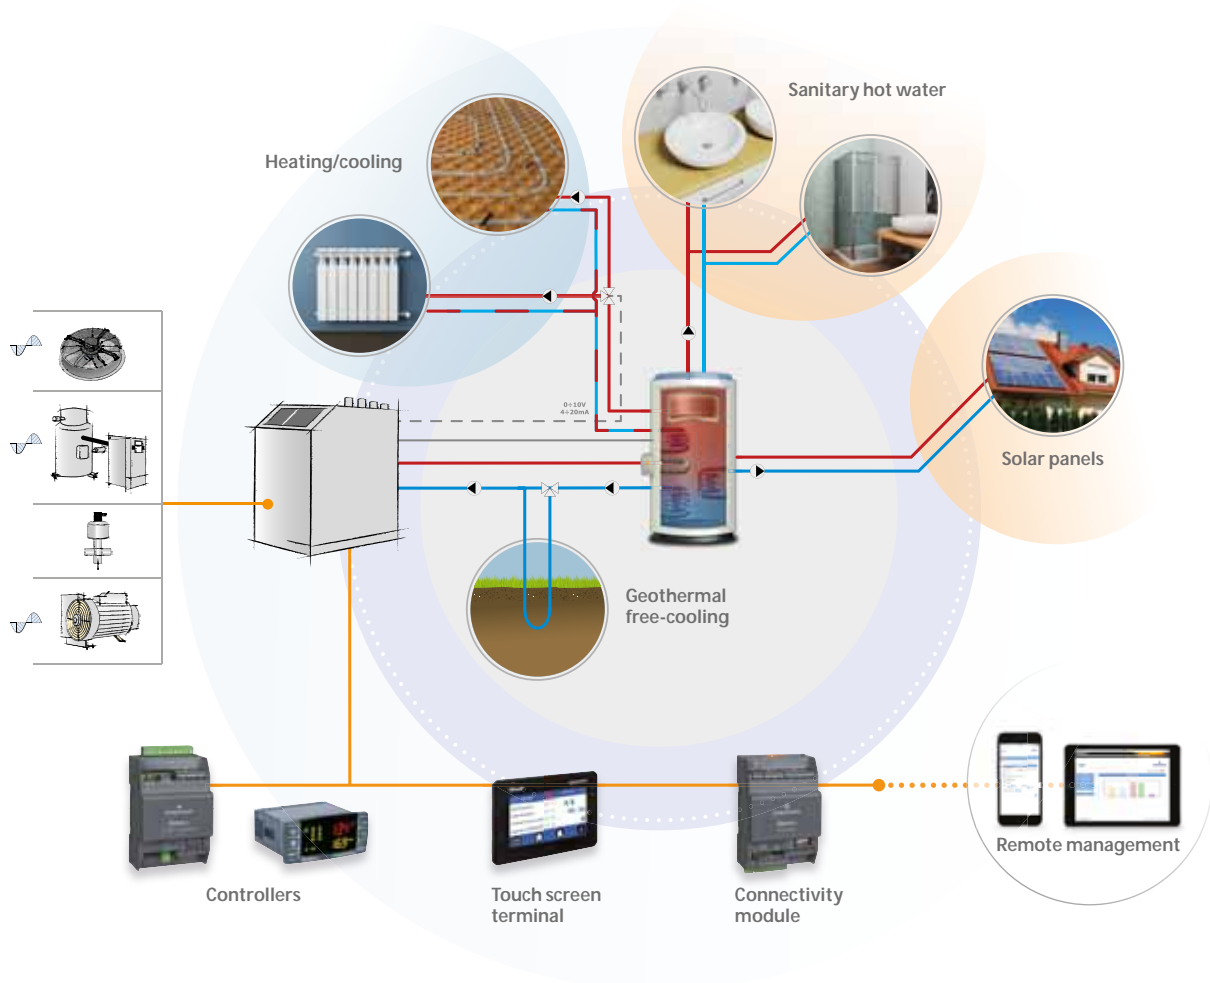 Sanitary hot water
Heating/cooling
0÷10V
4÷20mA
Solar panels
Geothermal
free-cooling
Remote management
Controllers
Touch screen
terminal
Connectivity
module